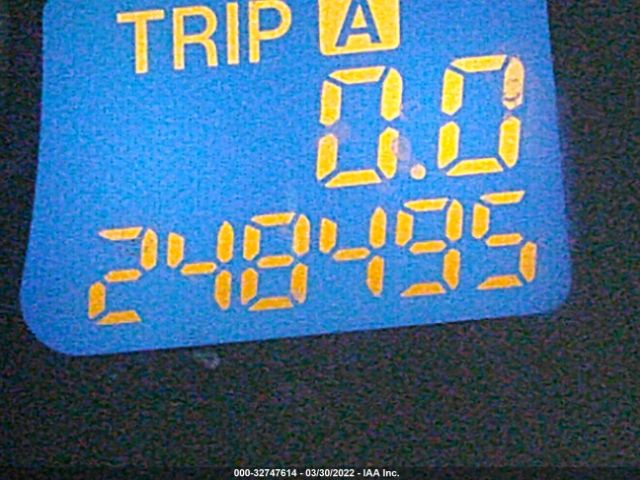 TRIP A
0.0
248495
000-32747614 - 03/30/2022 - IAA Inc.